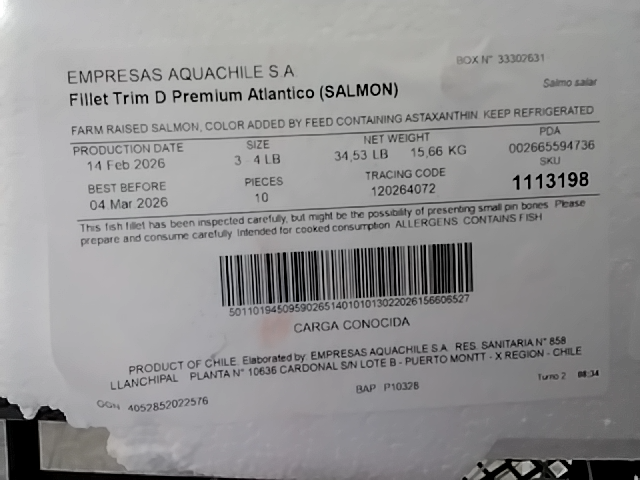 BOX N° 33302631
EMPRESAS AQUACHILE S.A.
Salmo salar
Fillet Trim D Premium Atlantico (SALMON)
FARM RAISED SALMON, COLOR ADDED BY FEED CONTAINING ASTAXANTHIN. KEEP REFRIGERATED
PRODUCTION DATE SIZE NET WEIGHT PDA
14 Feb 2026 3 - 4 LB 34,53 LB 15,66 KG 002665594736
BEST BEFORE PIECES TRACING CODE SKU
04 Mar 2026 10 120264072 1113198
This fish fillet has been inspected carefully, but might be the possibility of presenting small pin bones. Please
prepare and consume carefully. Intended for cooked consumption. ALLERGENS: CONTAINS FISH
501101945095902651401010130220261566065​27
CARGA CONOCIDA
PRODUCT OF CHILE. Elaborated by: EMPRESAS AQUACHILE S.A. RES. SANITARIA N° 858
LLANCHIPAL PLANTA N° 10636 CARDONAL S/N LOTE B - PUERTO MONTT - X REGION - CHILE
GGN 4052852022576 BAP P10328 Turno 2 08:34